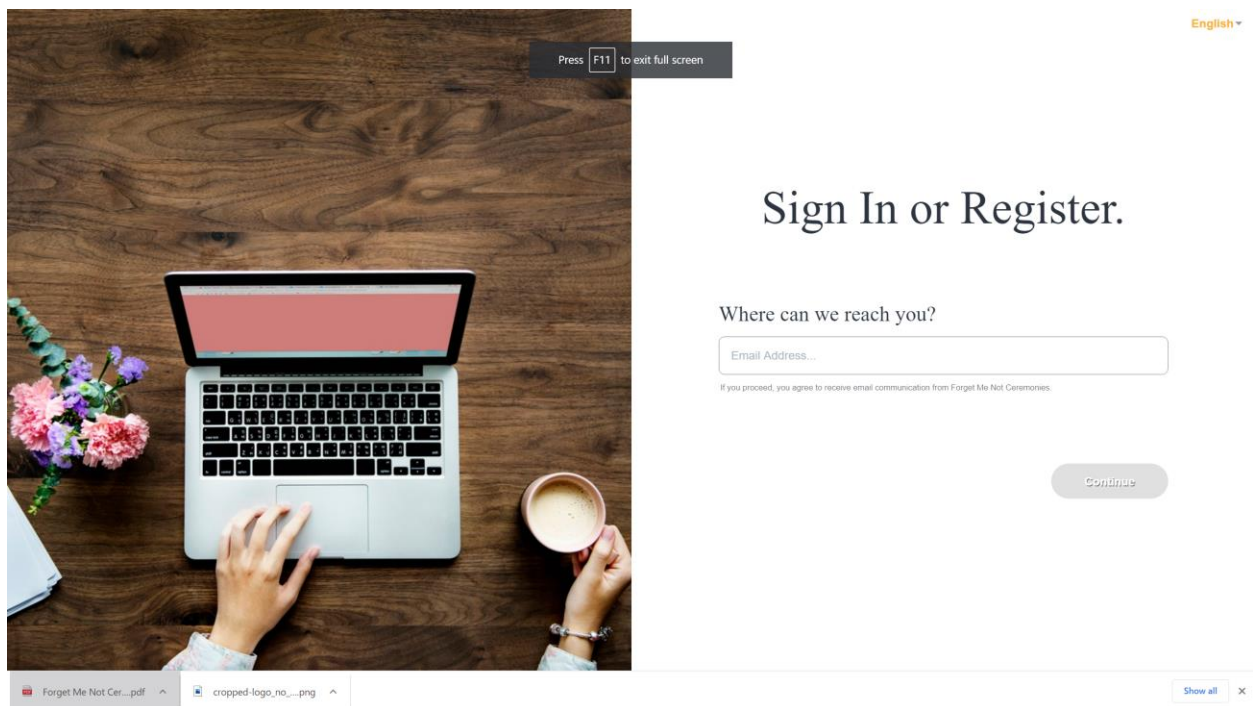 English
Press F11 to exit full screen
Sign In or Register.
Where can we reach you?
Email Address...
If you proceed, you agree to receive email communication from Forget Me Not Ceremonies.
Continue
Forget Me Not Cer....pdf
cropped-logo_no_....png
Show all